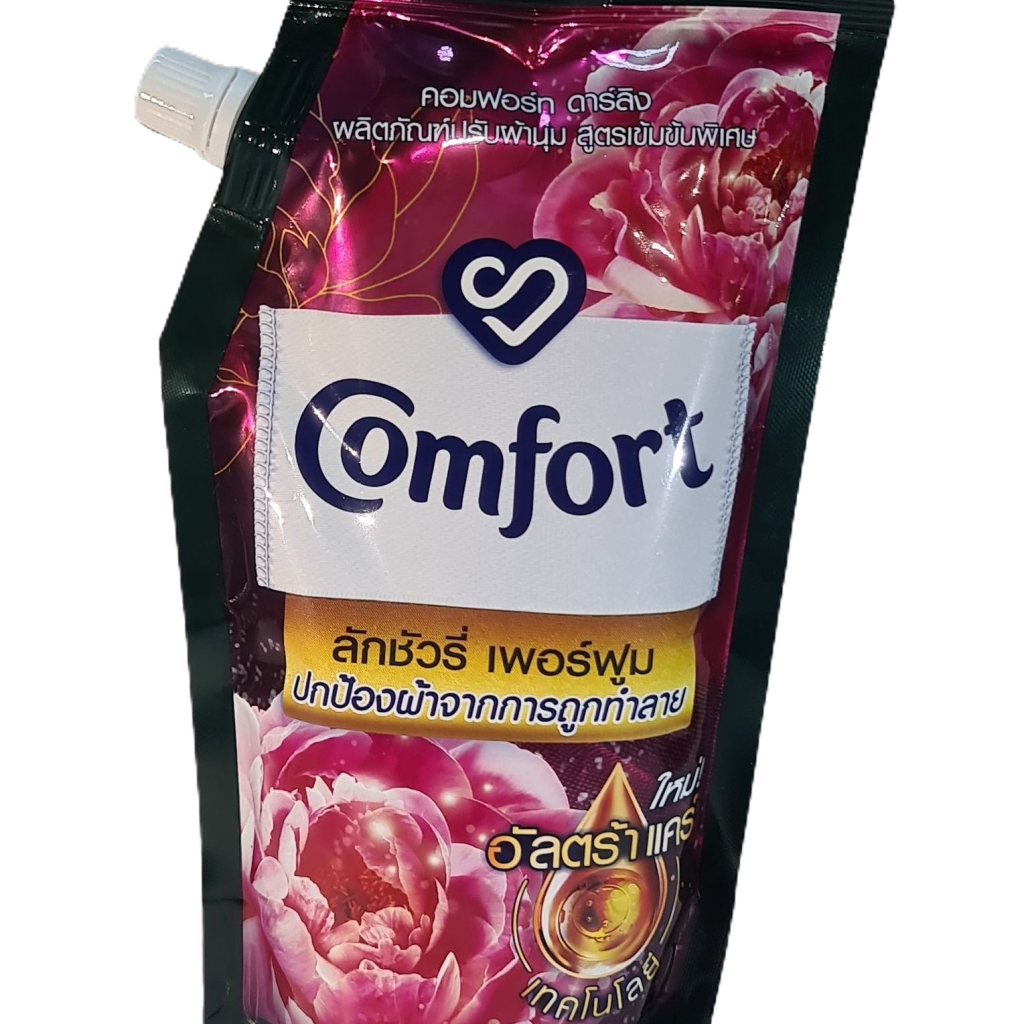 คอมฟอร์ท ดาร์ลิง
ผลิตภัณฑ์ปรับผ้านุ่ม สูตรเข้มข้นพิเศษ
Comfort
ลักชัวรี่ เพอร์ฟูม
ปกป้องผ้าจากการถูกทำลาย
ใหม่!
อัลตร้าแคร์
เทคโนโลยี